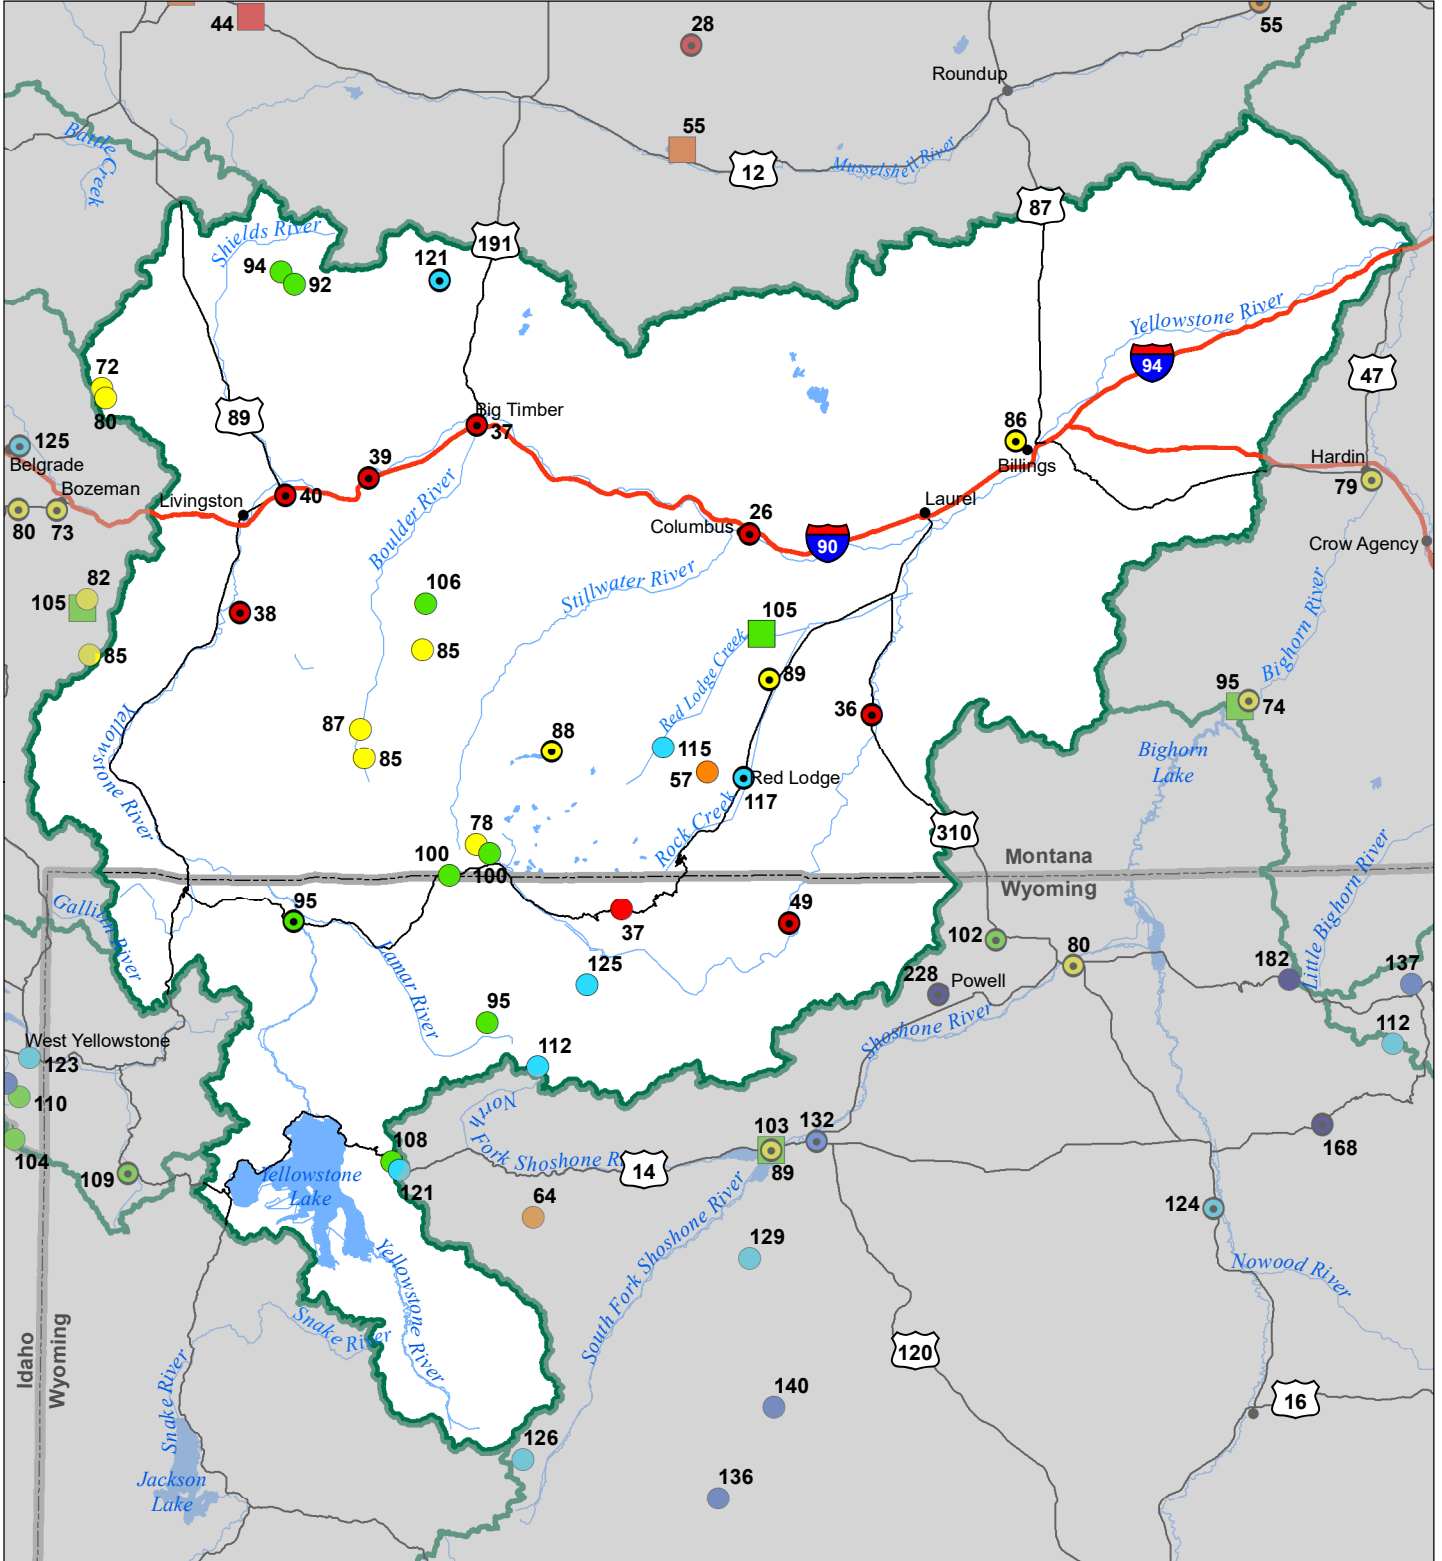 44
28
55
Roundup
Battle
Creek
55
12
Musselshell River
87
191
Shields River
94
92
121
Yellowstone River
94
47
72
80
89
Big Timber
37
86
Billings
125
Belgrade
Bozeman
80
73
39
40
Livingston
Hardin
79
Laurel
26
Columbus
90
Crow Agency
Boulder River
Stillwater River
82
105
85
38
106
85
105
Red Lodge Creek
89
Bighorn River
36
95
74
87
85
88
115
57
Red Lodge
117
Bighorn
Lake
Yellowstone River
Rock Creek
310
78
100
100
Montana
Wyoming
Little Bighorn River
Gallitin River
95
37
49
102
80
Lamar River
125
228
Powell
182
137
95
Shoshone River
112
West Yellowstone
123
110
112
104
109
North
Fork Shoshone R
14
103
89
132
168
108
121
Yellowstone
Lake
64
South Fork Shoshone River
129
124
Nowood River
Yellowstone River
Snake River
Idaho
Wyoming
120
16
140
Snake River
126
136
Jackson
Lake